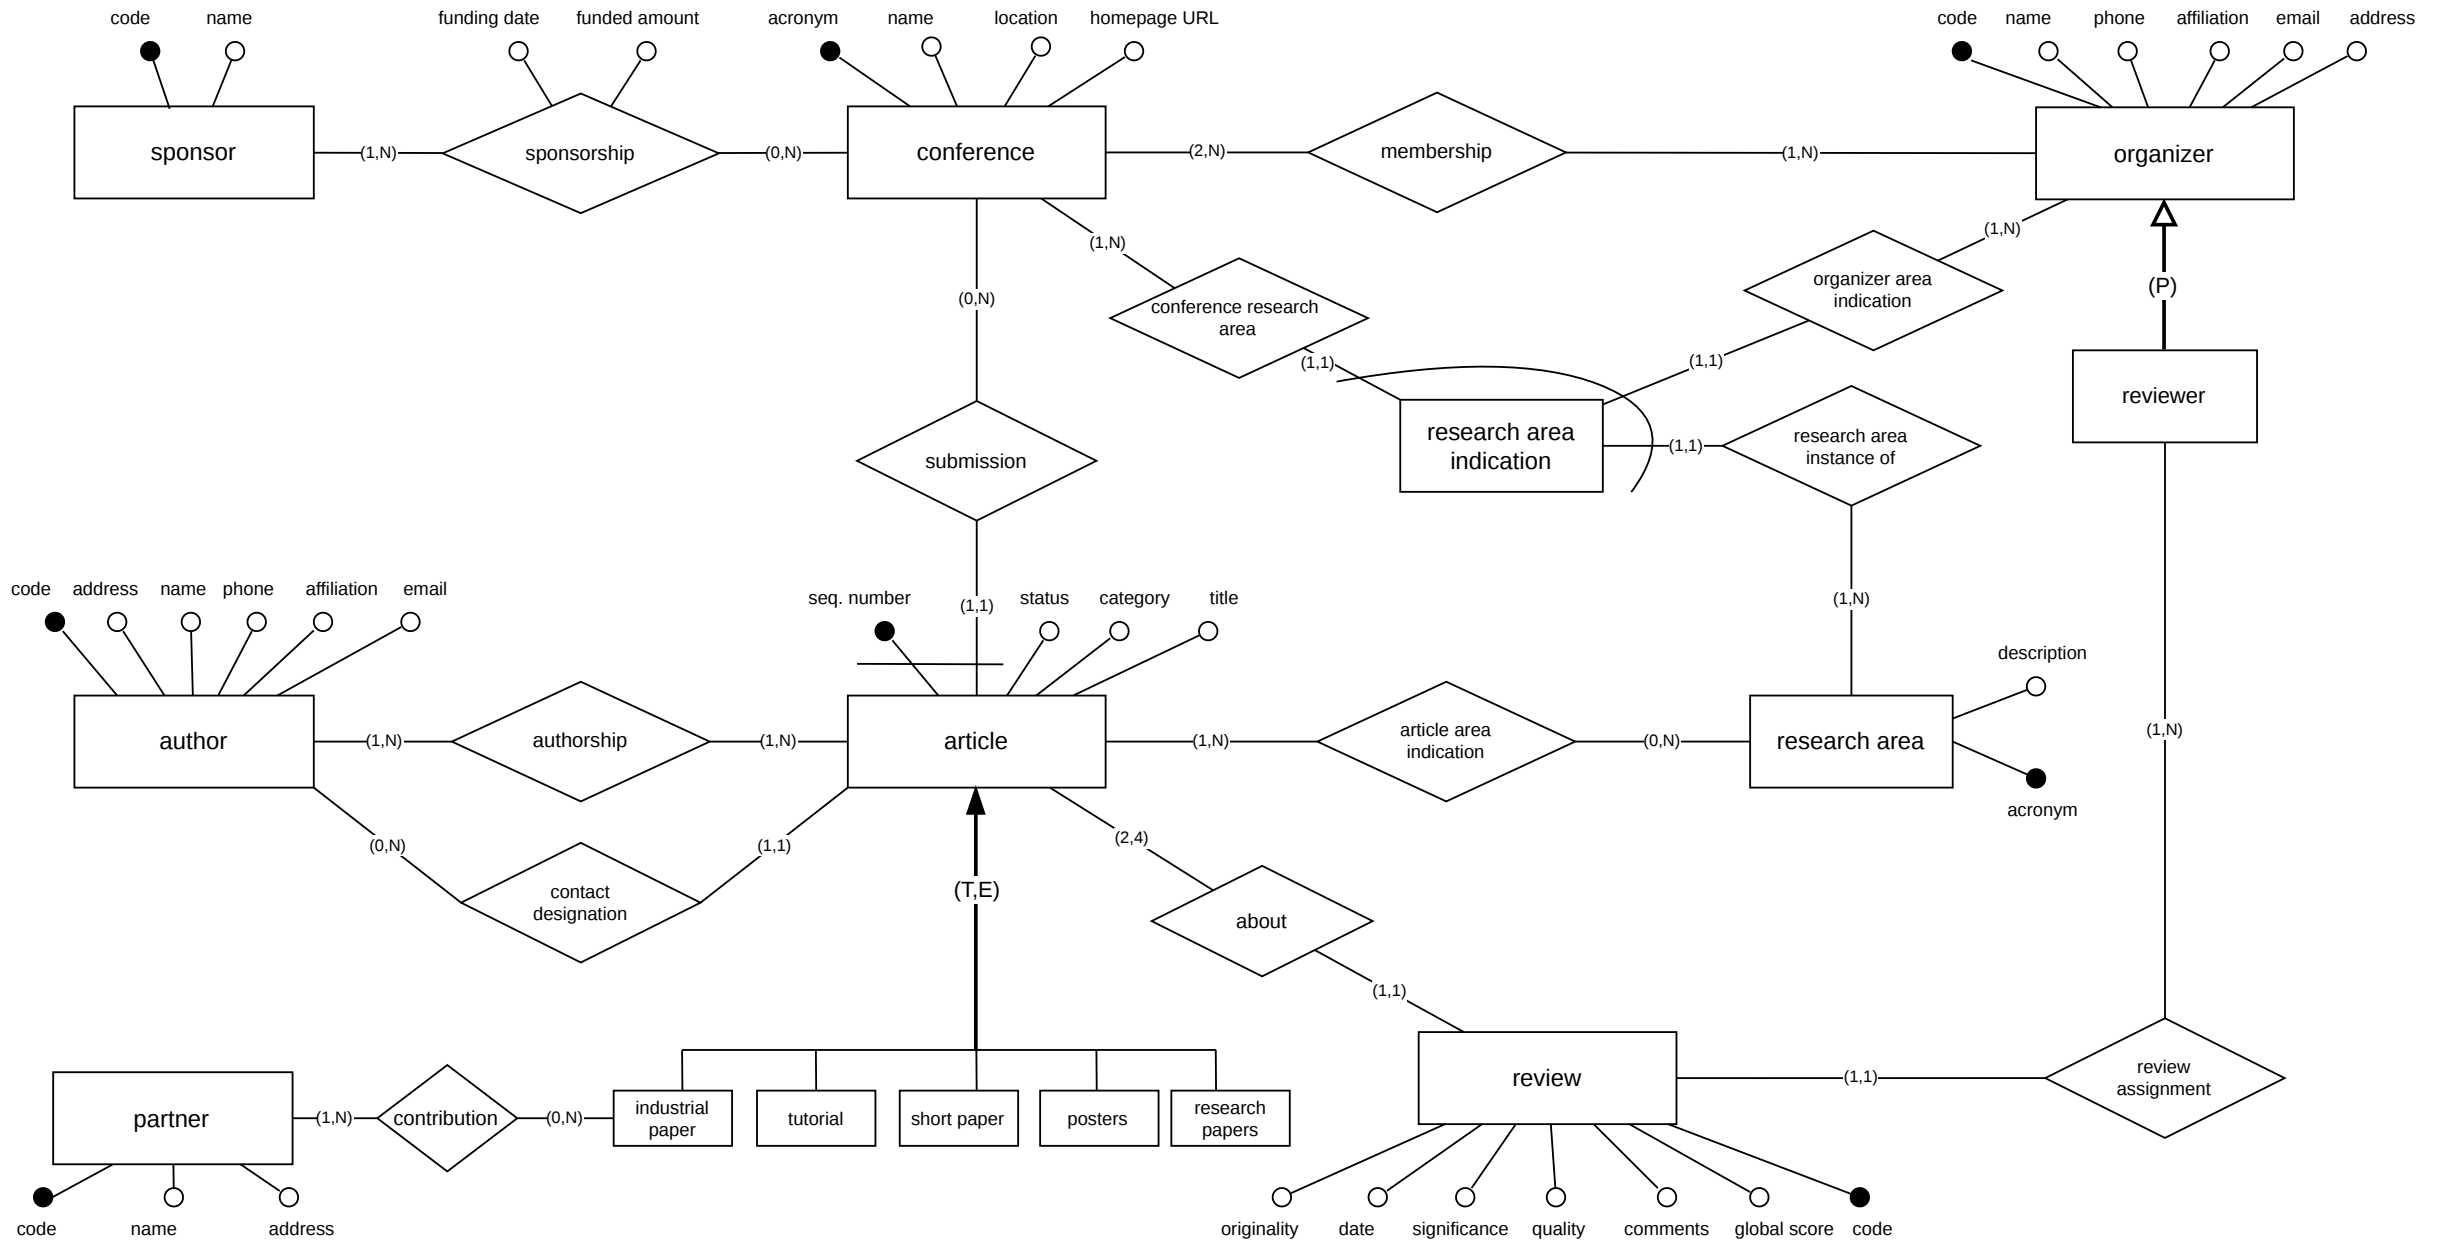 code
name
funding date
funded amount
acronym
name
location
homepage URL
code
name
phone
affiliation
email
address
sponsor
(1,N)
sponsorship
(0,N)
conference
(2,N)
membership
(1,N)
organizer
(1,N)
(1,N)
organizer area
indication
(P)
(0,N)
conference research
area
(1,1)
(1,1)
reviewer
research area
indication
(1,1)
research area
instance of
submission
code
address
name
phone
affiliation
email
seq. number
(1,1)
status
category
title
(1,N)
description
author
(1,N)
authorship
(1,N)
article
(1,N)
article area
indication
(0,N)
research area
(1,N)
acronym
(0,N)
(1,1)
(2,4)
contact
designation
(T,E)
about
(1,1)
partner
(1,N)
contribution
(0,N)
industrial
paper
tutorial
short paper
posters
research
papers
review
(1,1)
review
assignment
code
name
address
originality
date
significance
quality
comments
global score
code